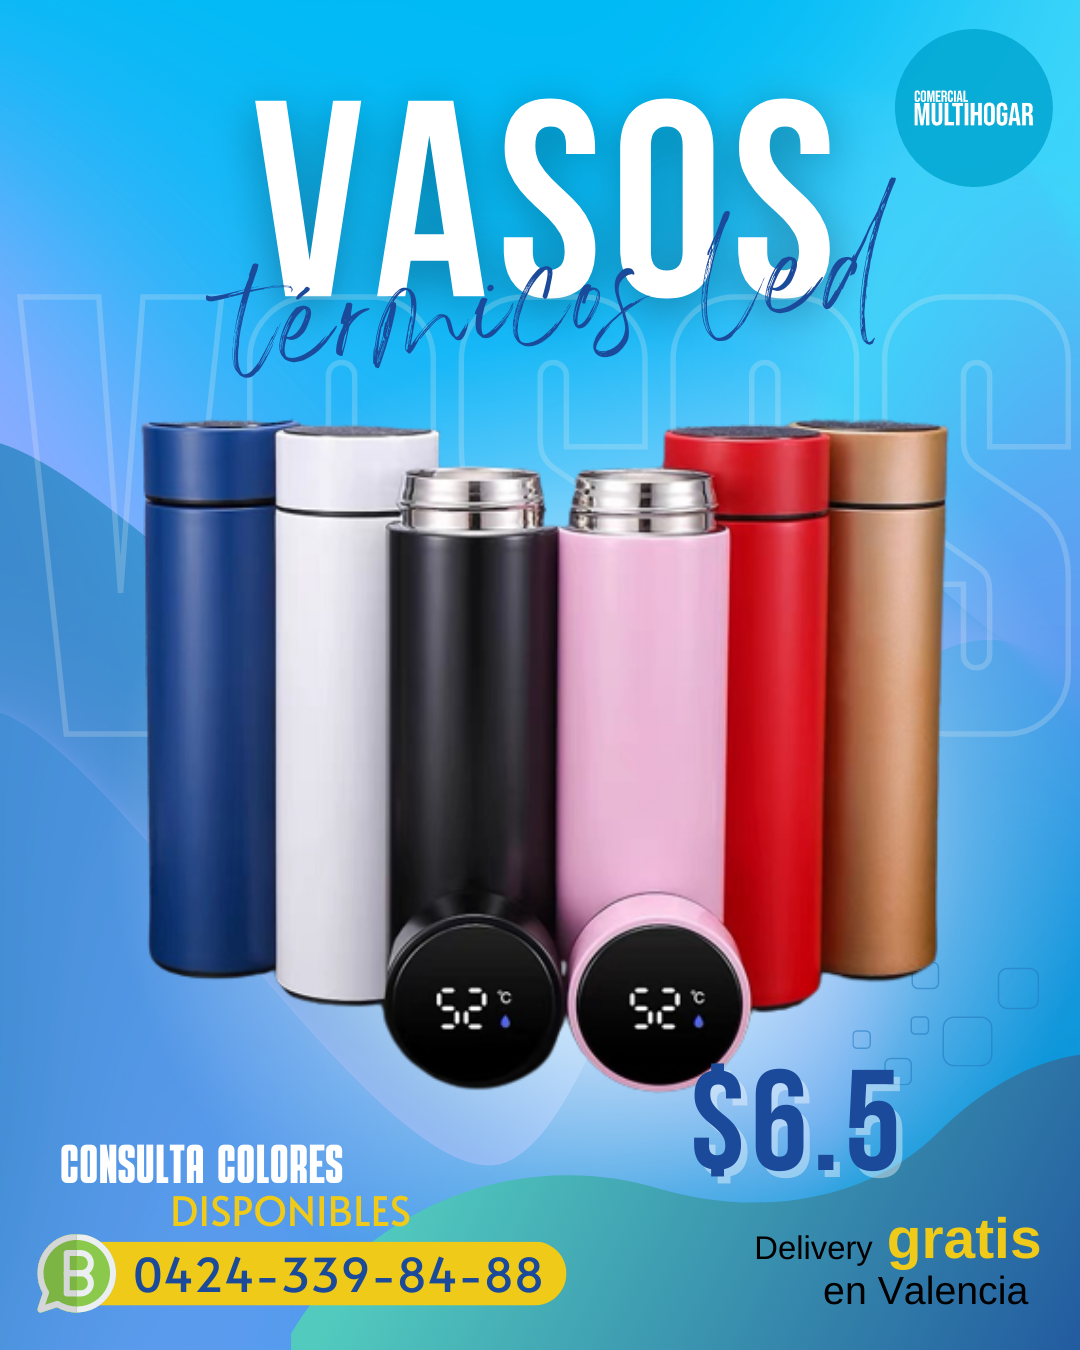 COMERCIAL
MULTIHOGAR
VASOS
térmicos led
VASOS
52 °C
52 °C
$6.5
CONSULTA COLORES
DISPONIBLES
B
0424-339-84-88
Delivery gratis
en Valencia